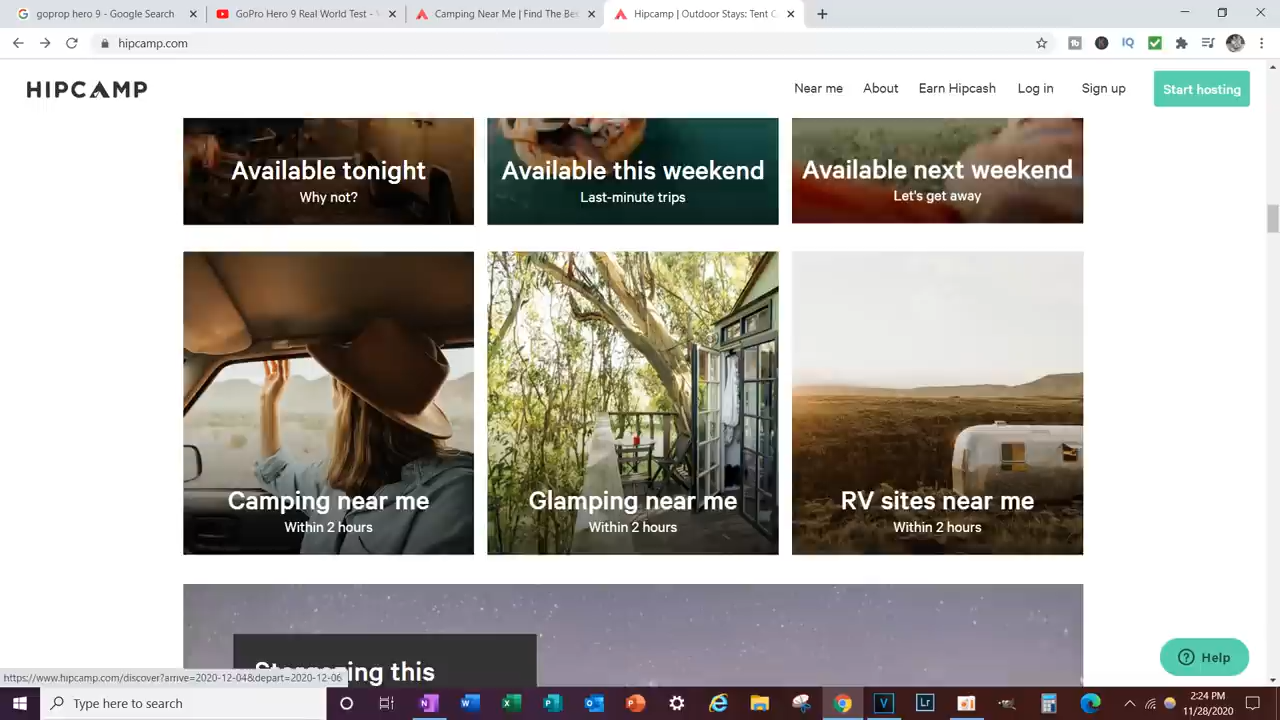 goprop hero 9 - Google Search
GoPro Hero 9 Real World Test -
Camping Near Me | Find The Be
Hipcamp | Outdoor Stays: Tent C
hipcamp.com
HIPCAMP
Near me
About
Earn Hipcash
Log in
Sign up
Start hosting
Available tonight
Why not?
Available this weekend
Last-minute trips
Available next weekend
Let's get away
Camping near me
Within 2 hours
Glamping near me
Within 2 hours
RV sites near me
Within 2 hours
Stargazing this
Help
https://www.hipcamp.com/discover?arrive=2020-12-04&depart=2020-12-06
Type here to search
2:24 PM
11/28/2020